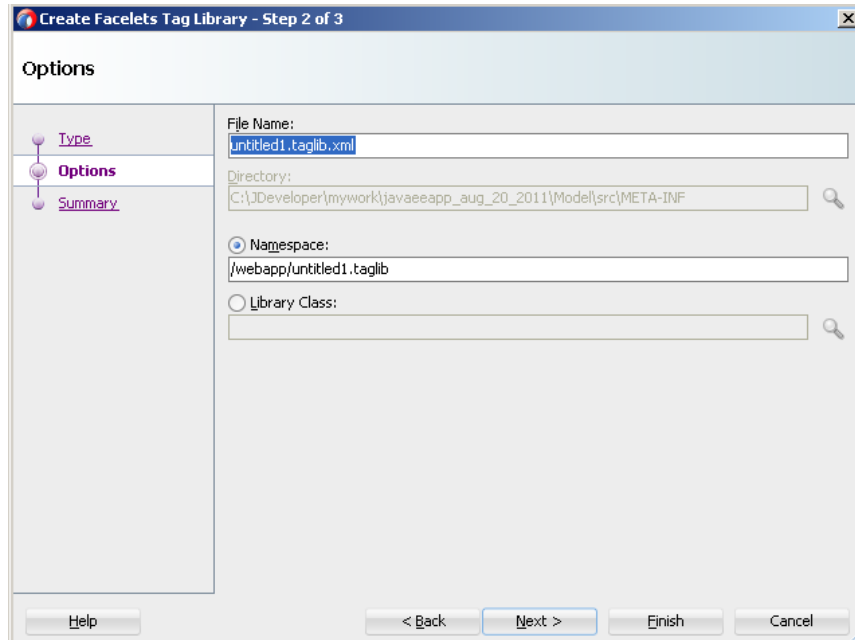 Create Facelets Tag Library - Step 2 of 3
Options
Type
Options
Summary
File Name:
untitled1.taglib.xml
Directory:
C:\JDeveloper\mywork\javaeeapp_aug_20_2011\Model\src\META-INF
Namespace:
/webapp/untitled1.taglib
Library Class:
Help
< Back
Next >
Finish
Cancel